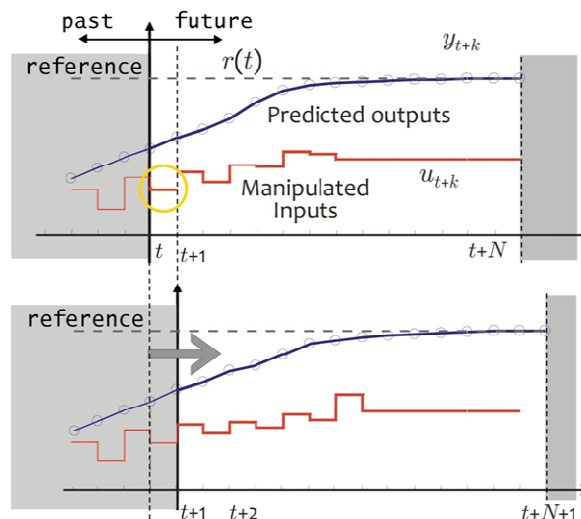 past future
reference r(t) y_{t+k}
Predicted outputs
Manipulated
Inputs
u_{t+k}
t t+1 t+N
reference
t+1 t+2 t+N+1